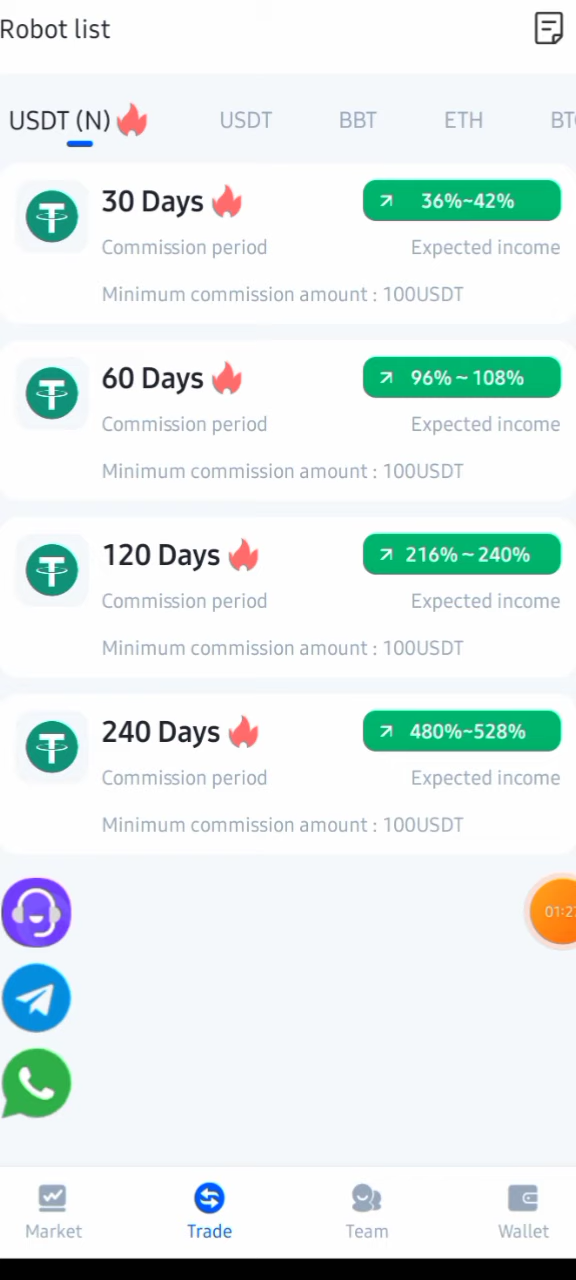 Robot list
USDT (N) USDT BBT ETH
30 Days 36%~42%
Commission period Expected income
Minimum commission amount : 100USDT
60 Days 96% ~ 108%
Commission period Expected income
Minimum commission amount : 100USDT
120 Days 216% ~ 240%
Commission period Expected income
Minimum commission amount : 100USDT
240 Days 480%~528%
Commission period Expected income
Minimum commission amount : 100USDT
Market Trade Team Wallet